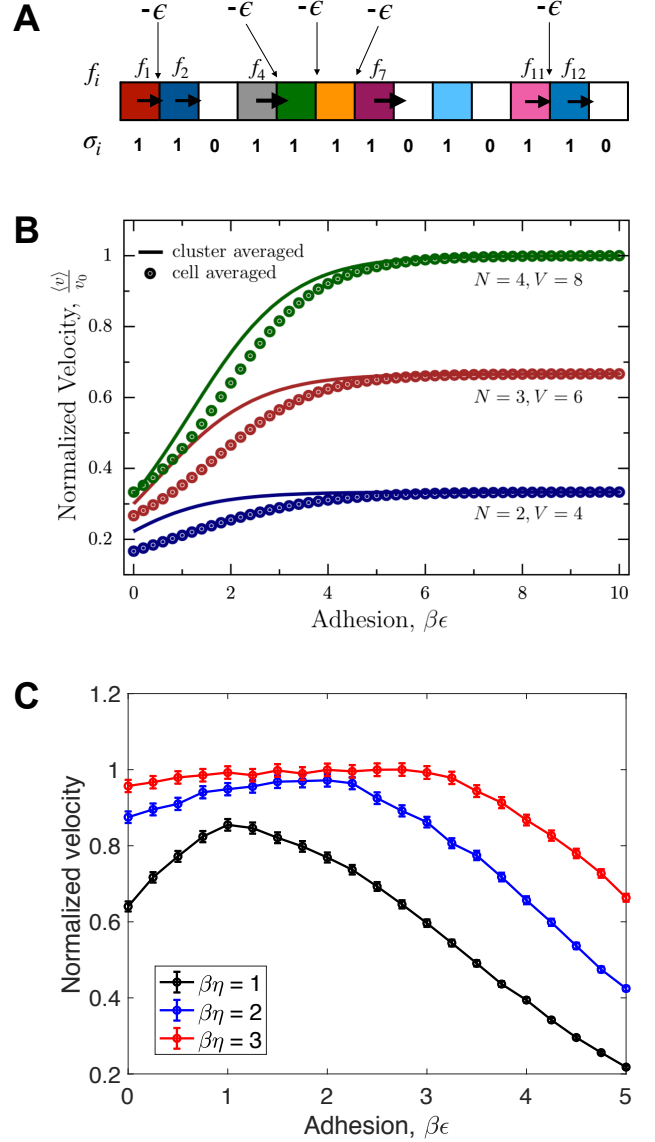 A
-ϵ -ϵ -ϵ -ϵ -ϵ
f_i f_1 f_2 f_4 f_7 f_11 f_12
σ_i 1 1 0 1 1 1 1 0 1 0 1 1 0
B
Normalized Velocity, ⟨v⟩/v_0
1
0.8
0.6
0.4
0.2
cluster averaged
cell averaged
N = 4, V = 8
N = 3, V = 6
N = 2, V = 4
0 2 4 6 8 10
Adhesion, βϵ
C
Normalized velocity
1.2
1
0.8
0.6
0.4
0.2
βη = 1
βη = 2
βη = 3
0 1 2 3 4 5
Adhesion, βϵ